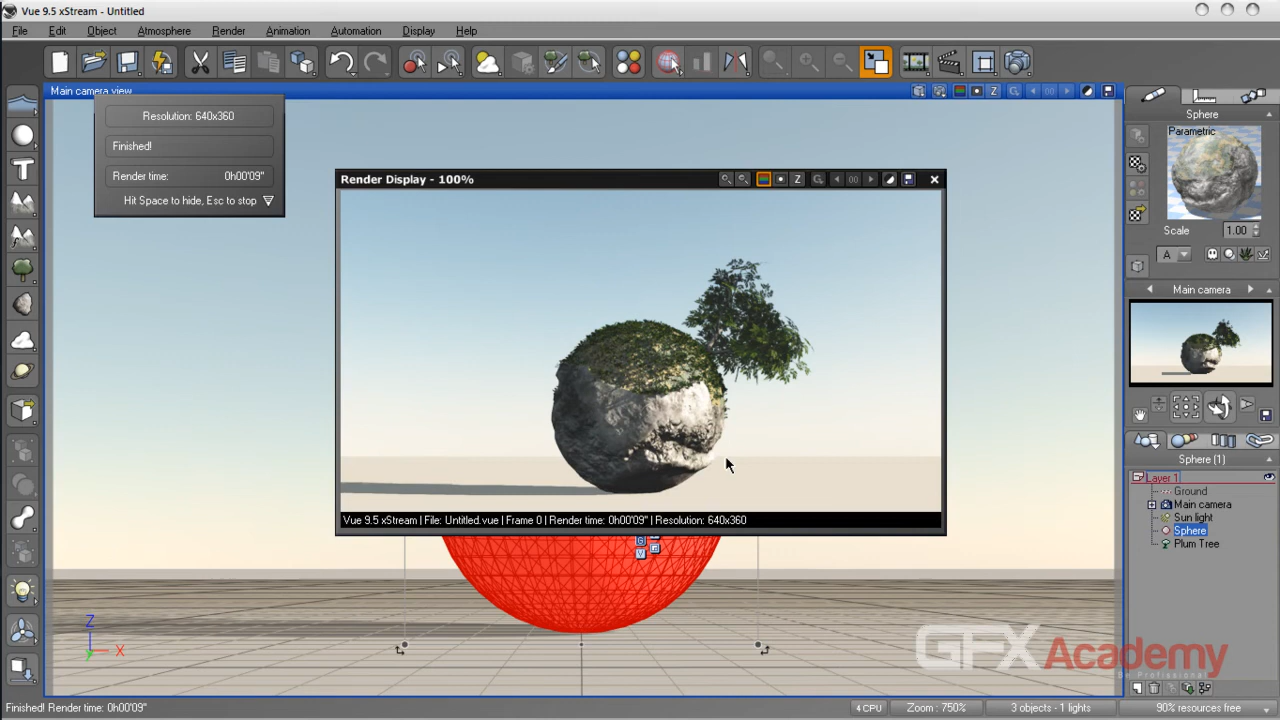 Vue 9.5 xStream - Untitled
File Edit Object Atmosphere Render Animation Automation Display Help
Main camera view
Resolution: 640x360
Finished!
Render time: 0h00'09"
Hit Space to hide, Esc to stop
Render Display - 100%
Z
Vue 9.5 xStream | File: Untitled.vue | Frame 0 | Render time: 0h00'09" | Resolution: 640x360
Z
X
Sphere
Parametric
Scale 1.00
A
Main camera
Sphere (1)
Layer 1
Ground
Main camera
Sun light
Sphere
Plum Tree
GFXAcademy
Be Professional
Finished! Render time: 0h00'09"
4 CPU
Zoom : 750%
3 objects - 1 lights
90% resources free